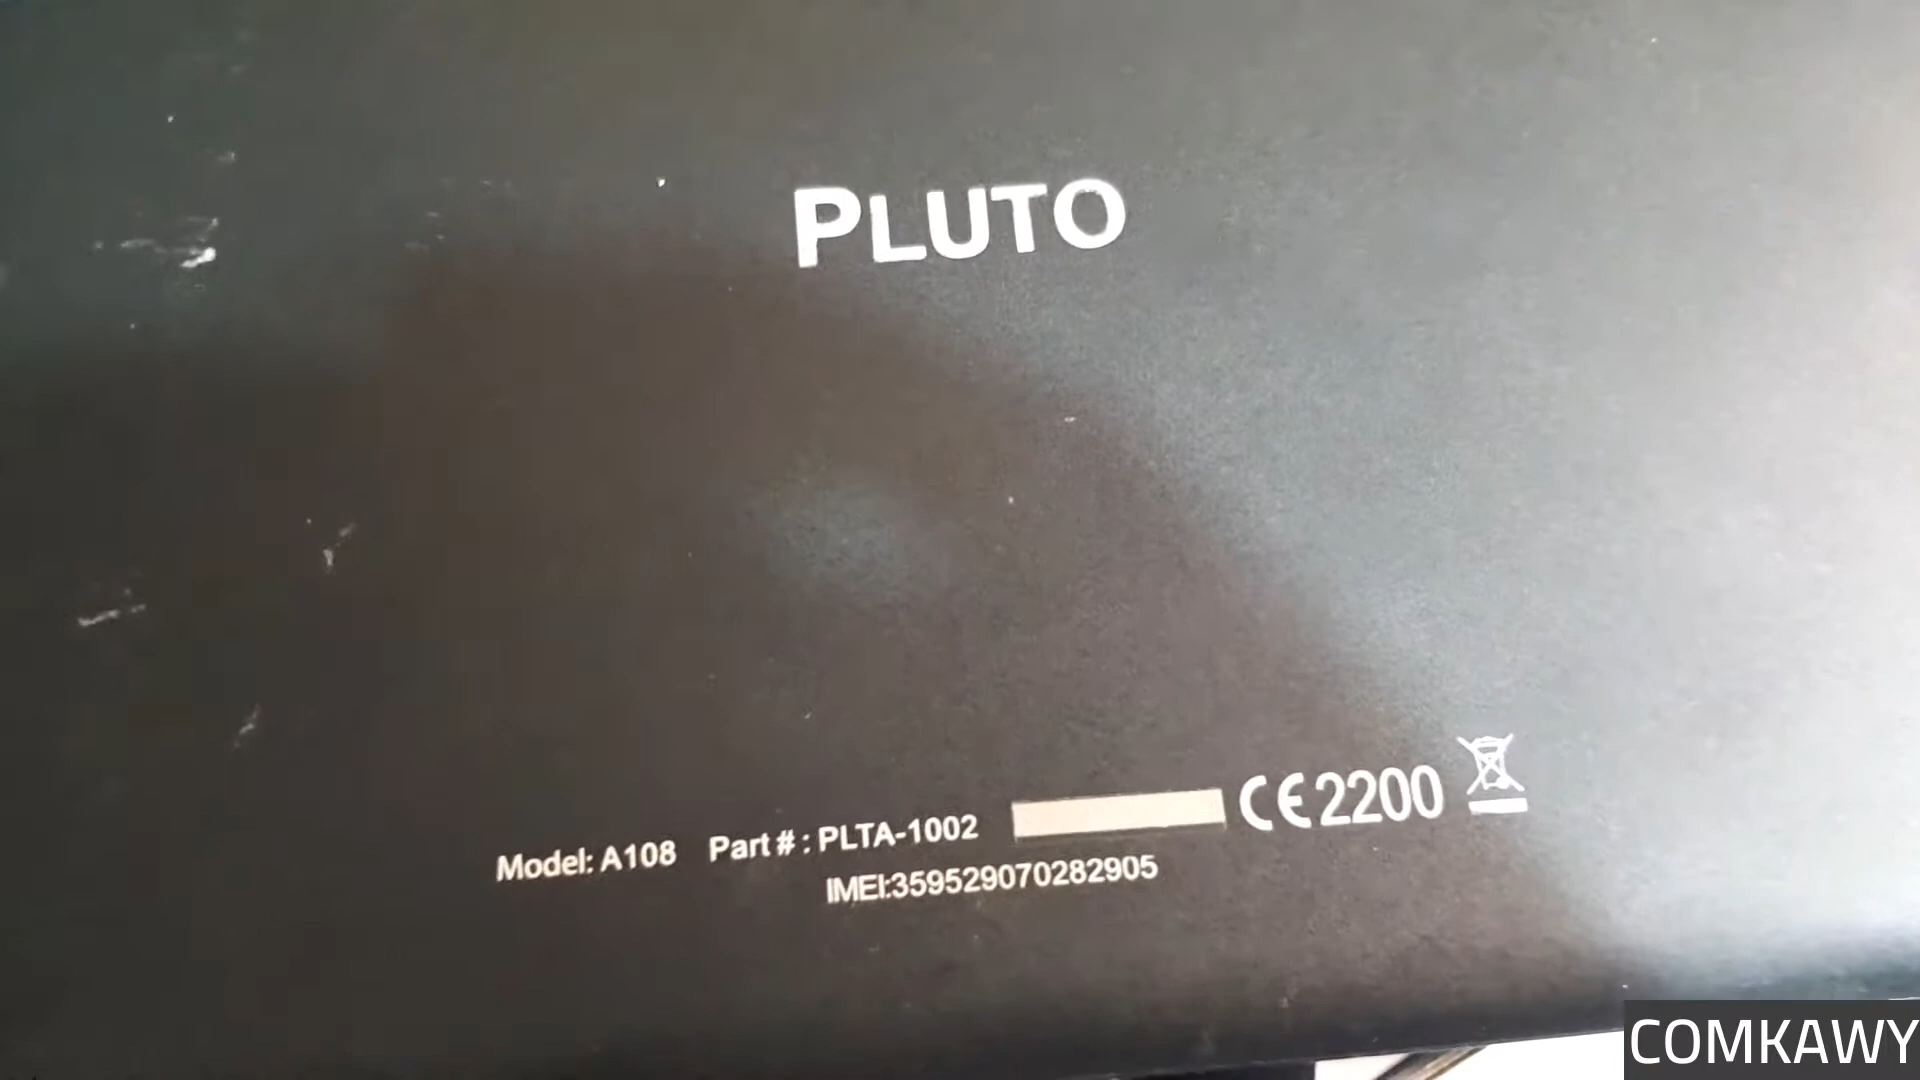 PLUTO
Model: A108 Part # : PLTA-1002 CE2200
IMEI:359529070282905
COMKAWY